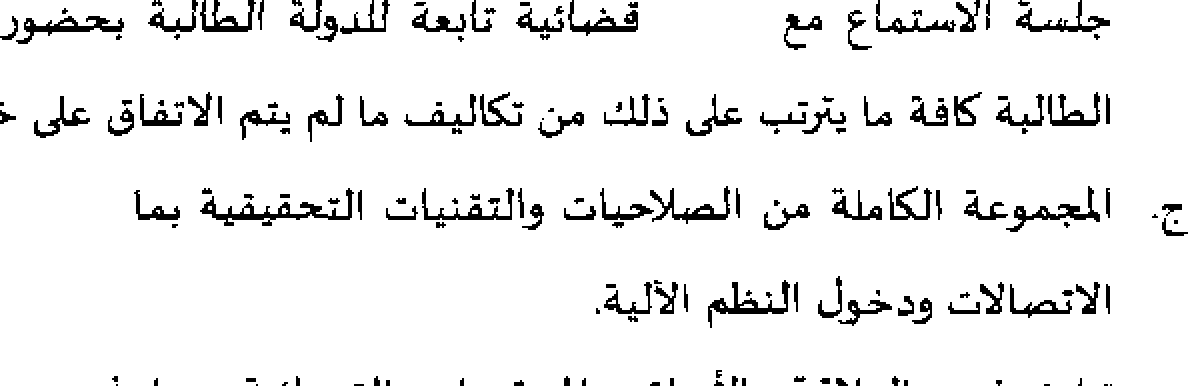 جلسة الاستماع مع قضائية تابعة للدولة الطالبة بحضور
الطالبة كافة ما يترتب على ذلك من تكاليف ما لم يتم الاتفاق على
ج. المجموعة الكاملة من الصلاحيات والتقنيات التحقيقية بما
الاتصالات ودخول النظم الألية.